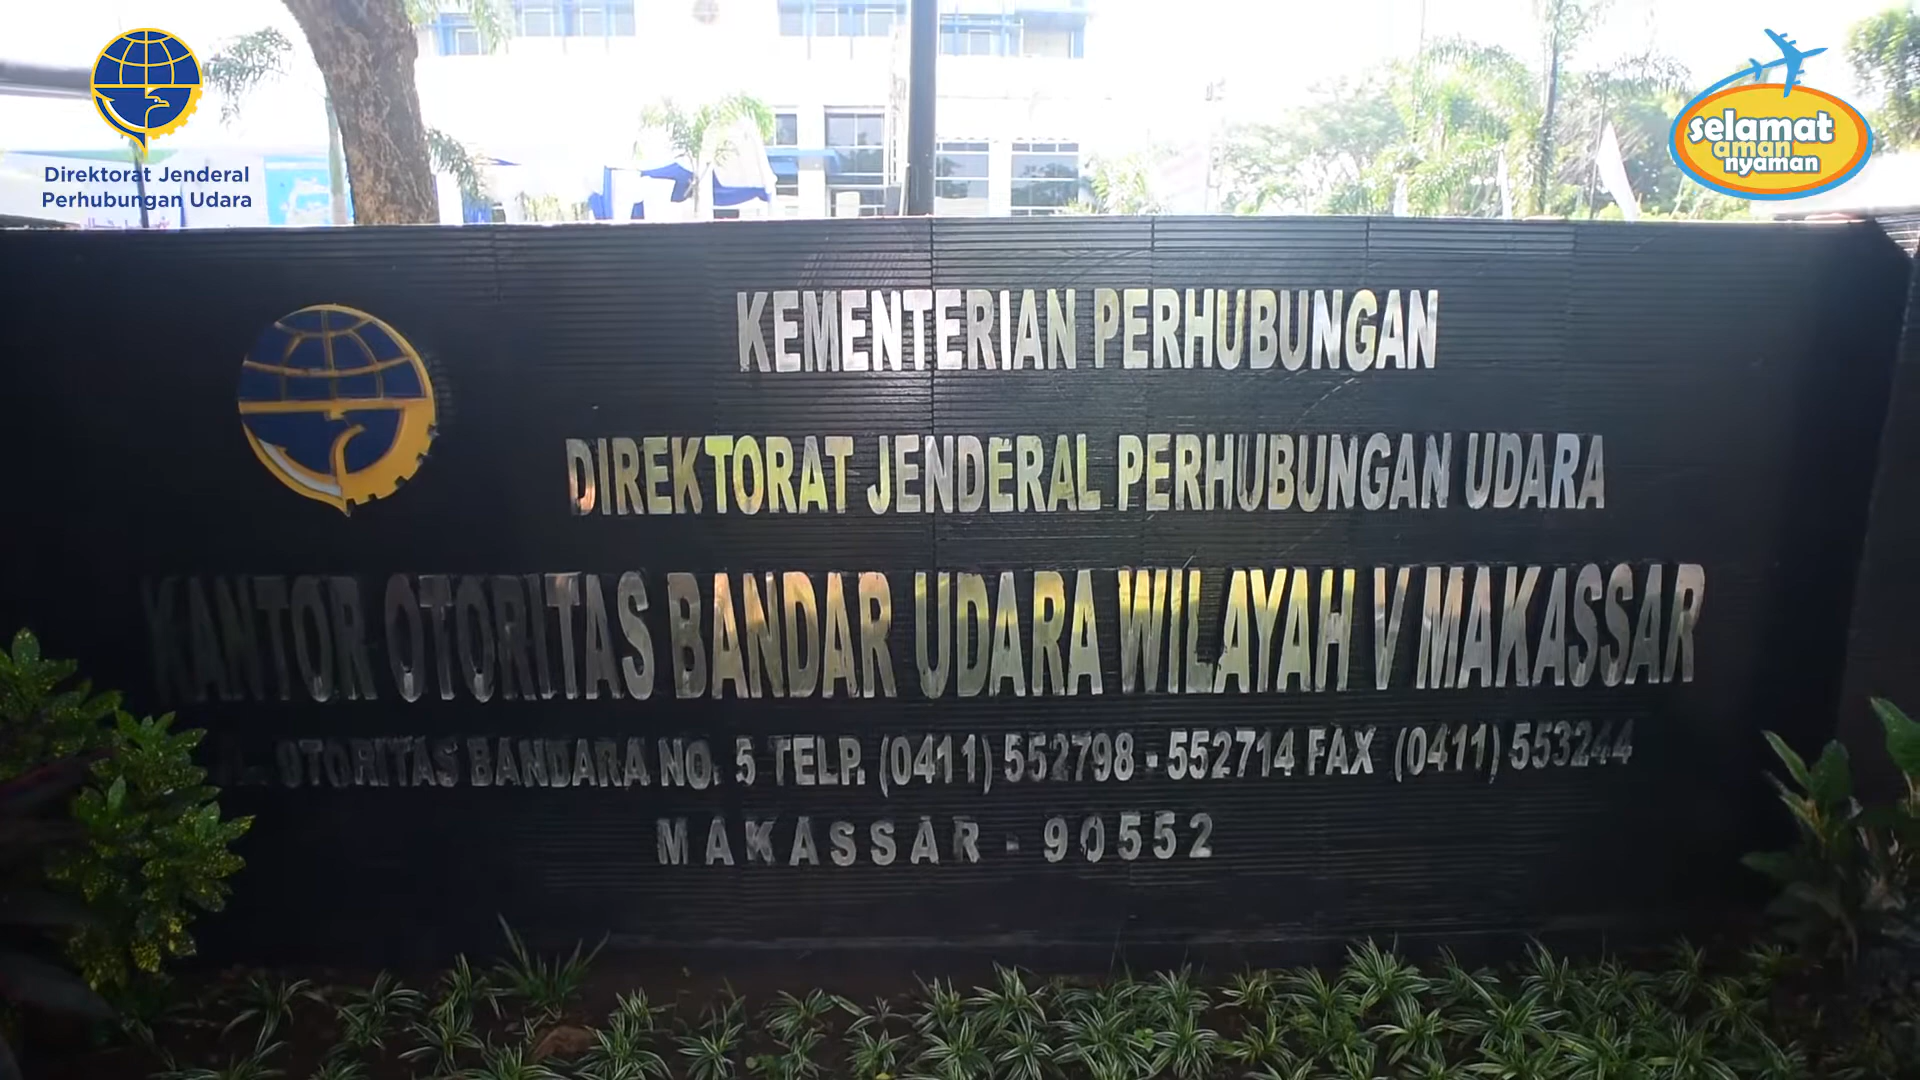 Direktorat Jenderal
Perhubungan Udara
selamat
aman
nyaman
KEMENTERIAN PERHUBUNGAN
DIREKTORAT JENDERAL PERHUBUNGAN UDARA
KANTOR OTORITAS BANDAR UDARA WILAYAH V MAKASSAR
OTORITAS BANDARA NO. 5 TELP. (0411) 552798 - 552714 FAX (0411) 553244
MAKASSAR - 90552